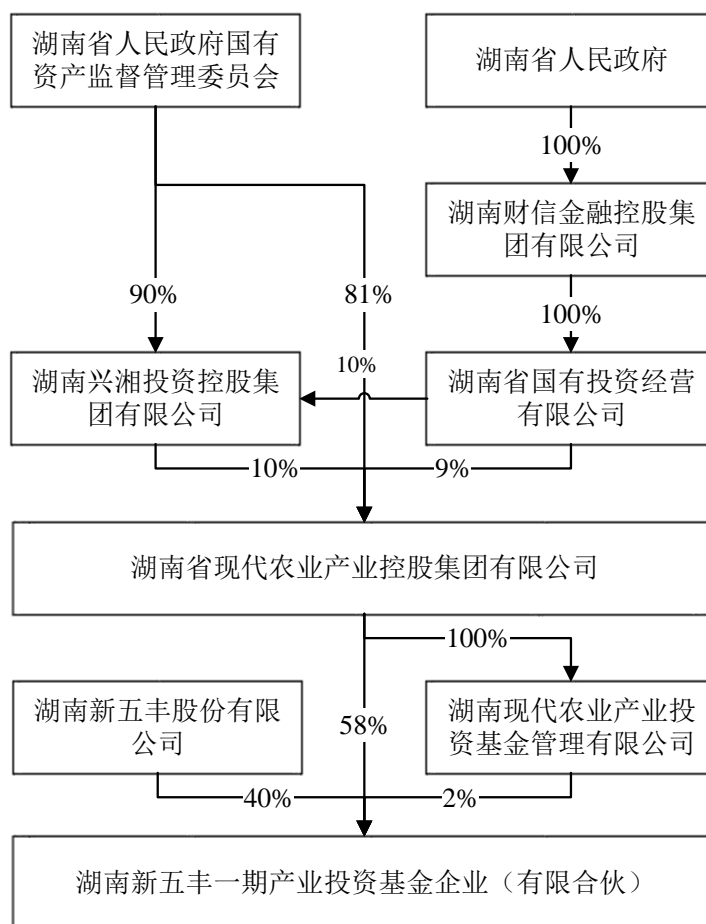 湖南省人民政府国有
资产监督管理委员会
湖南省人民政府
100%
湖南财信金融控股集
团有限公司
90%
81%
100%
湖南兴湘投资控股集
团有限公司
10%
湖南省国有投资经营
有限公司
10%
9%
湖南省现代农业产业控股集团有限公司
100%
湖南新五丰股份有限
公司
58%
湖南现代农业产业投
资基金管理有限公司
40%
2%
湖南新五丰一期产业投资基金企业（有限合伙）